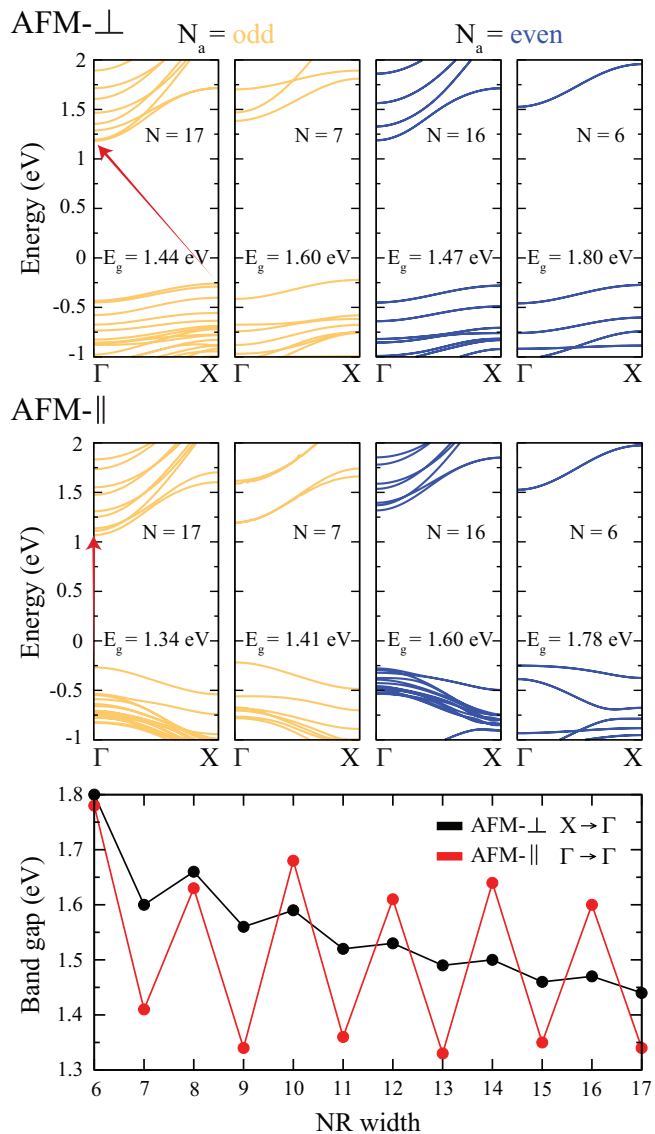 AFM-⊥
N_a = odd
N_a = even
Energy (eV)
2
1.5
1
0.5
0
-0.5
-1
N = 17
E_g = 1.44 eV
N = 7
E_g = 1.60 eV
N = 16
E_g = 1.47 eV
N = 6
E_g = 1.80 eV
Γ X Γ X Γ X Γ X
AFM-||
Energy (eV)
2
1.5
1
0.5
0
-0.5
-1
N = 17
E_g = 1.34 eV
N = 7
E_g = 1.41 eV
N = 16
E_g = 1.60 eV
N = 6
E_g = 1.78 eV
Γ X Γ X Γ X Γ X
Band gap (eV)
1.8
1.7
1.6
1.5
1.4
1.3
AFM-⊥ X→Γ
AFM-|| Γ→Γ
6 7 8 9 10 11 12 13 14 15 16 17
NR width